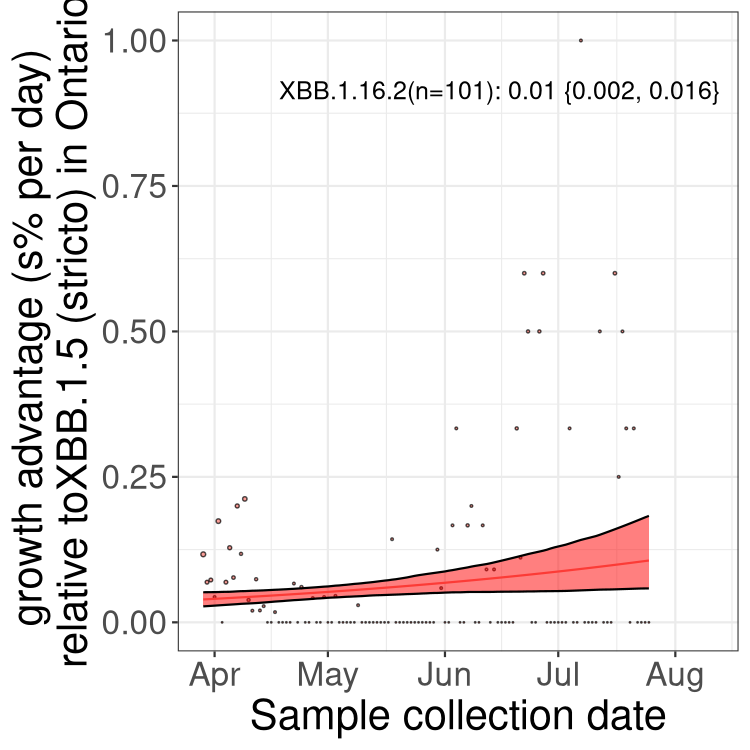 growth advantage (s% per day)
relative toXBB.1.5 (stricto) in Ontario
1.00
0.75
0.50
0.25
0.00
XBB.1.16.2(n=101): 0.01 {0.002, 0.016}
Apr May Jun Jul Aug
Sample collection date